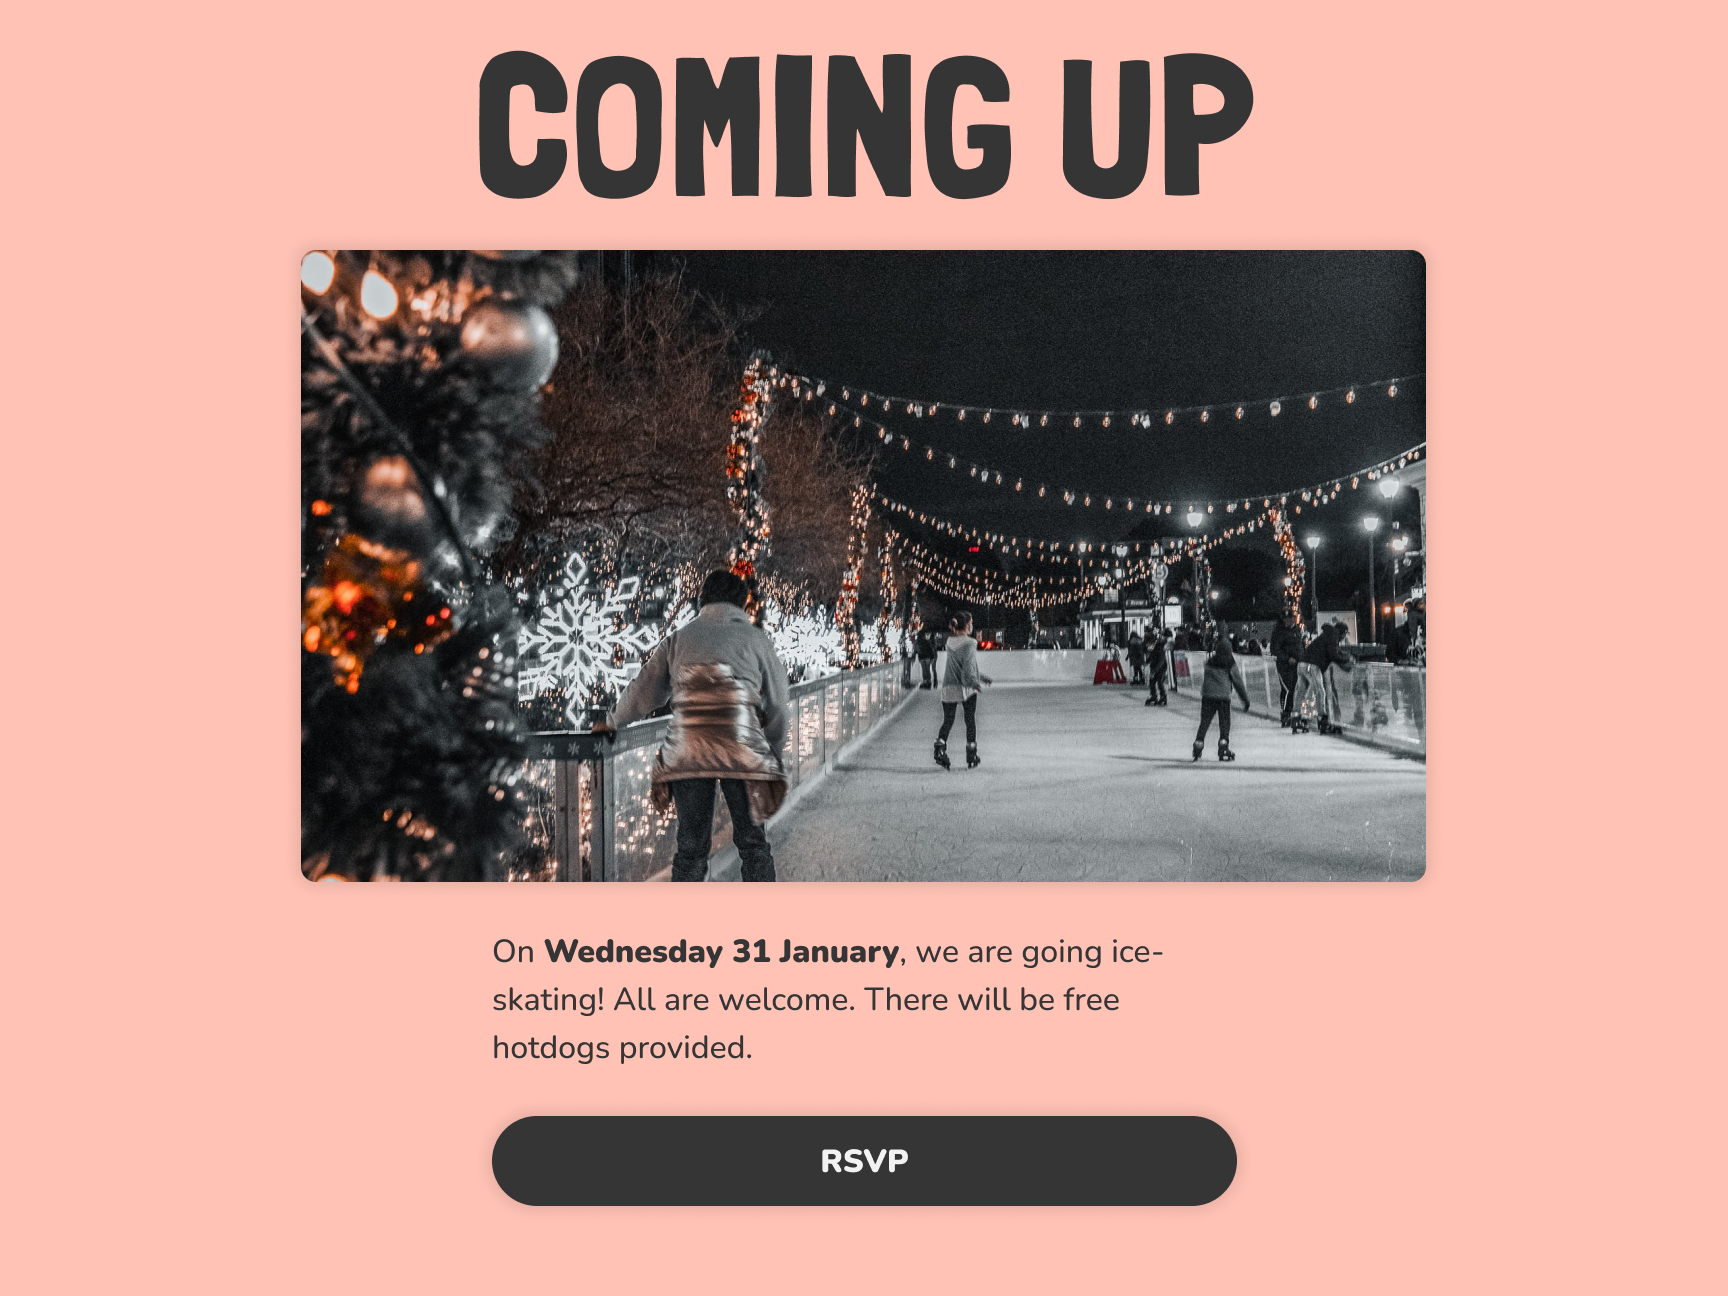 COMING UP
On Wednesday 31 January, we are going ice-
skating! All are welcome. There will be free
hotdogs provided.
RSVP